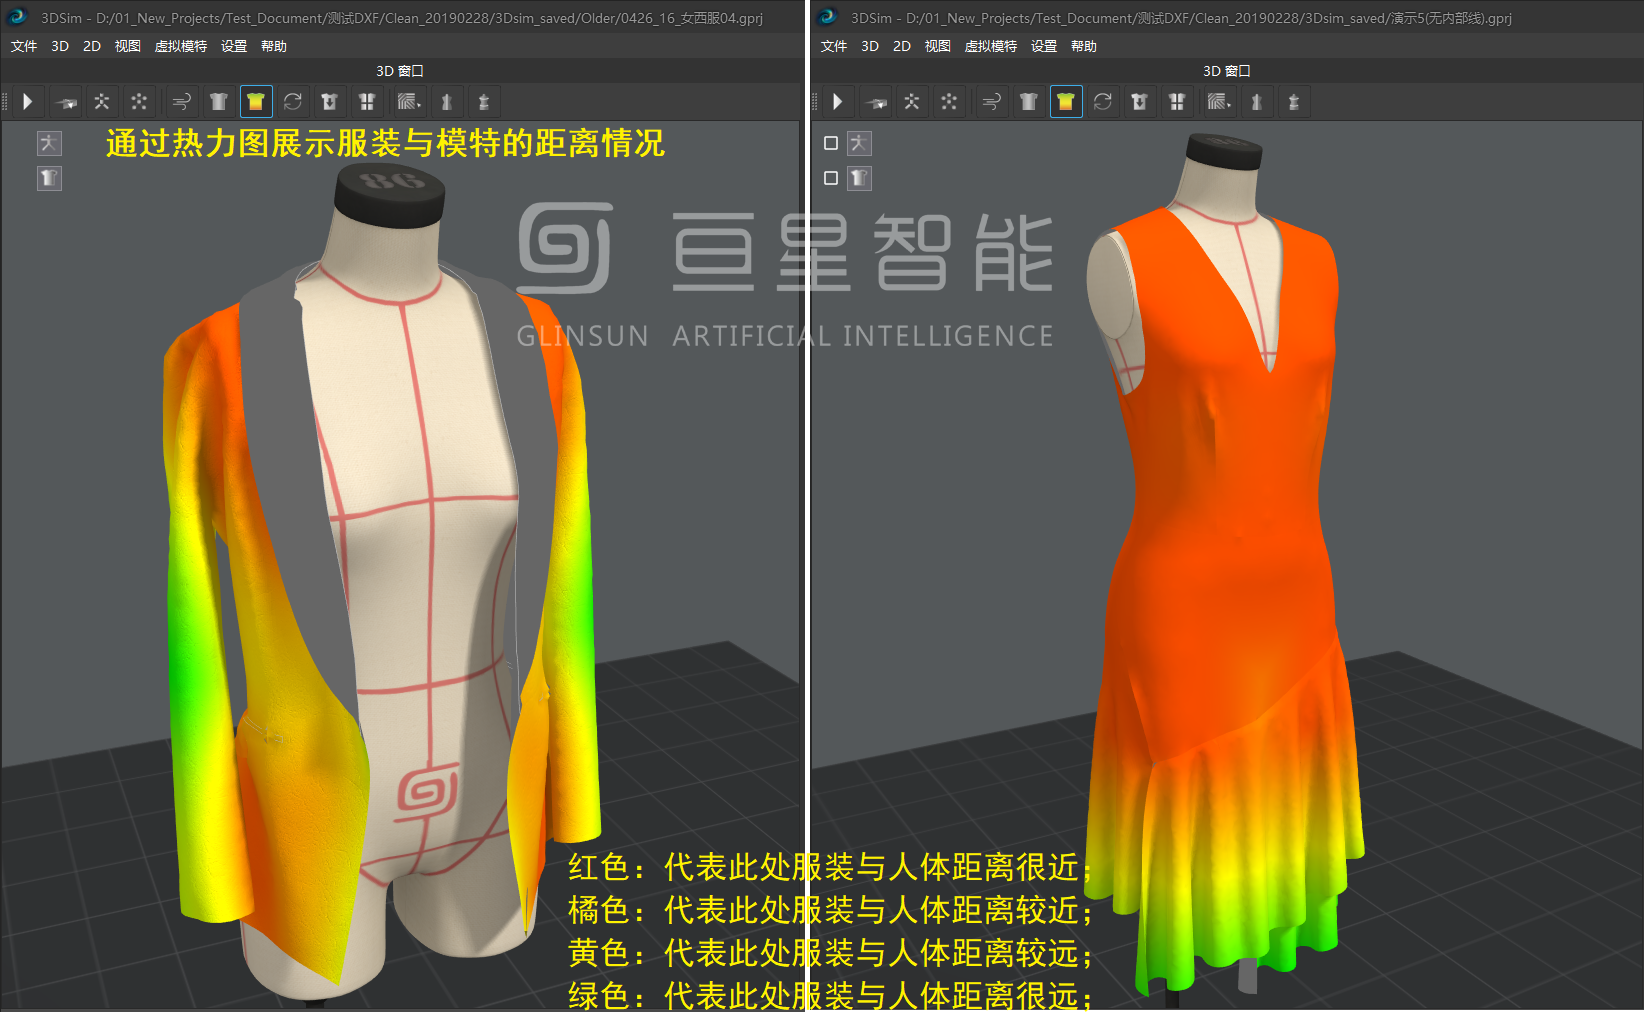 3DSim - D:/01_New_Projects/Test_Document/测试DXF/Clean_20190228/3Dsim_saved/Older/0426_16_女西服04.gprj
文件 3D 2D 视图 虚拟模特 设置 帮助
3D 窗口
通过热力图展示服装与模特的距离情况
86
3DSim - D:/01_New_Projects/Test_Document/测试DXF/Clean_20190228/3Dsim_saved/演示5(无内部线).gprj
文件 3D 2D 视图 虚拟模特 设置 帮助
3D 窗口
亘星智能
GLINSUN ARTIFICIAL INTELLIGENCE
红色：代表此处服装与人体距离很近；
橘色：代表此处服装与人体距离较近；
黄色：代表此处服装与人体距离较远；
绿色：代表此处服装与人体距离很远；